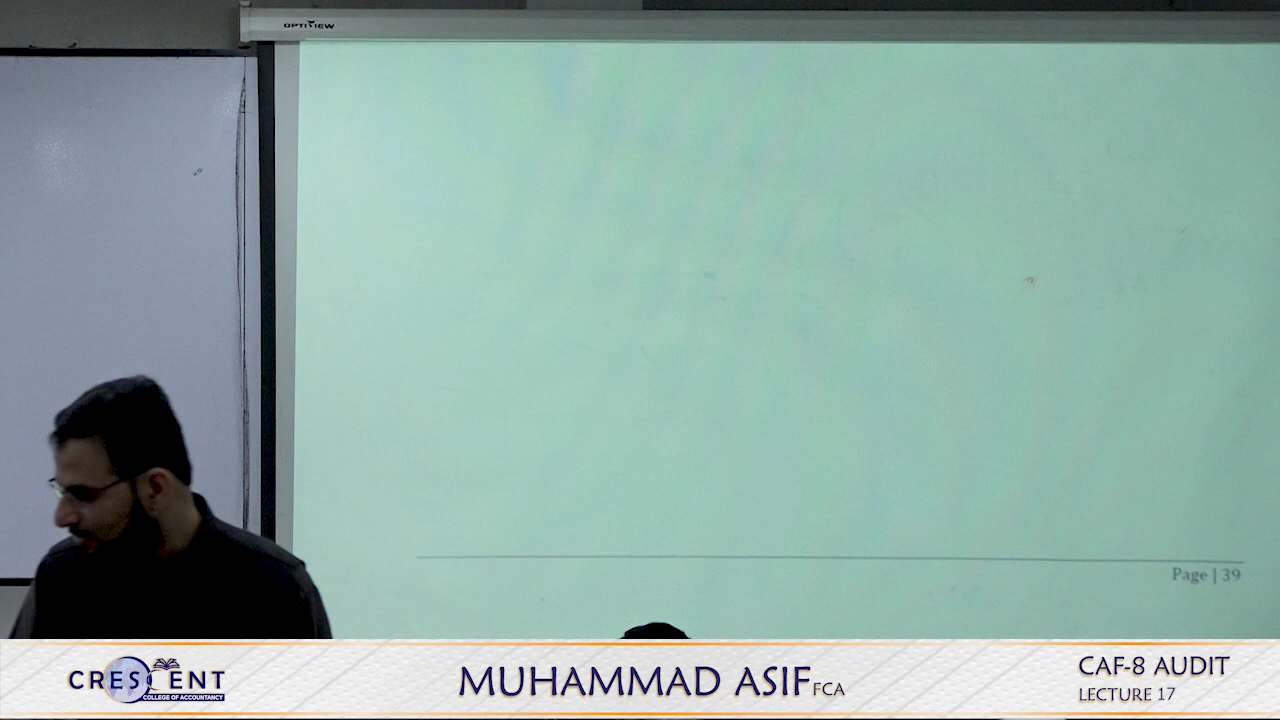 OPTIVIEW
Page | 39
CRESCENT
COLLEGE OF ACCOUNTANCY
MUHAMMAD ASIF FCA
CAF-8 AUDIT
LECTURE 17